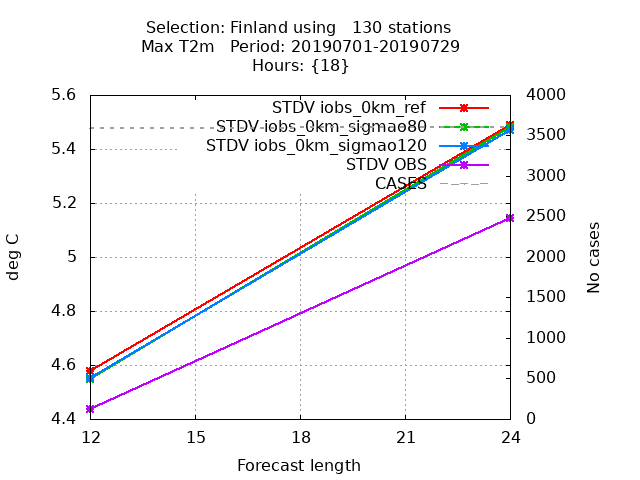 Selection: Finland using   130 stations
Max T2m   Period: 20190701-20190729
Hours: {18}
5.6
5.4
5.2
5
4.8
4.6
4.4
deg C
STDV iobs_0km_ref
STDV iobs_0km_sigmao80
STDV iobs_0km_sigmao120
STDV OBS
CASES
4000
3500
3000
2500
2000
1500
1000
500
0
No cases
12 15 18 21 24
Forecast length